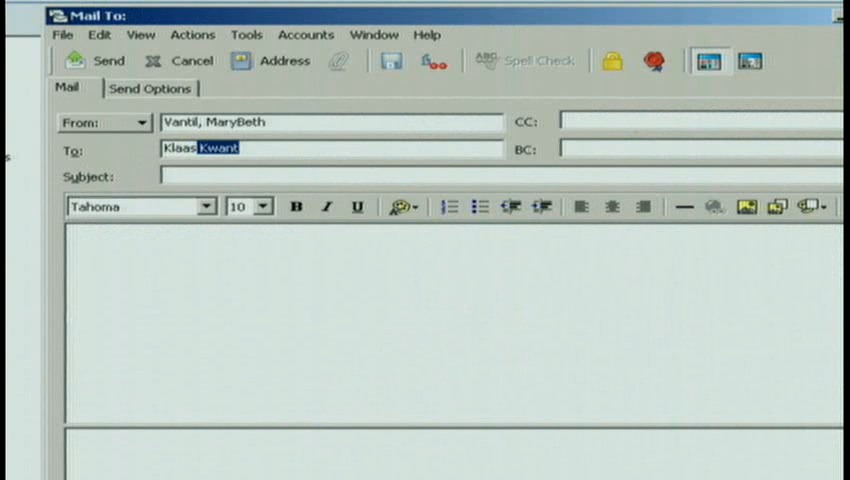 Mail To:
File Edit View Actions Tools Accounts Window Help
Send Cancel Address ABC Spell Check
Mail Send Options
From: Vantil, MaryBeth CC:
To: Klaas Kwant BC:
Subject:
Tahoma 10 B I U
s